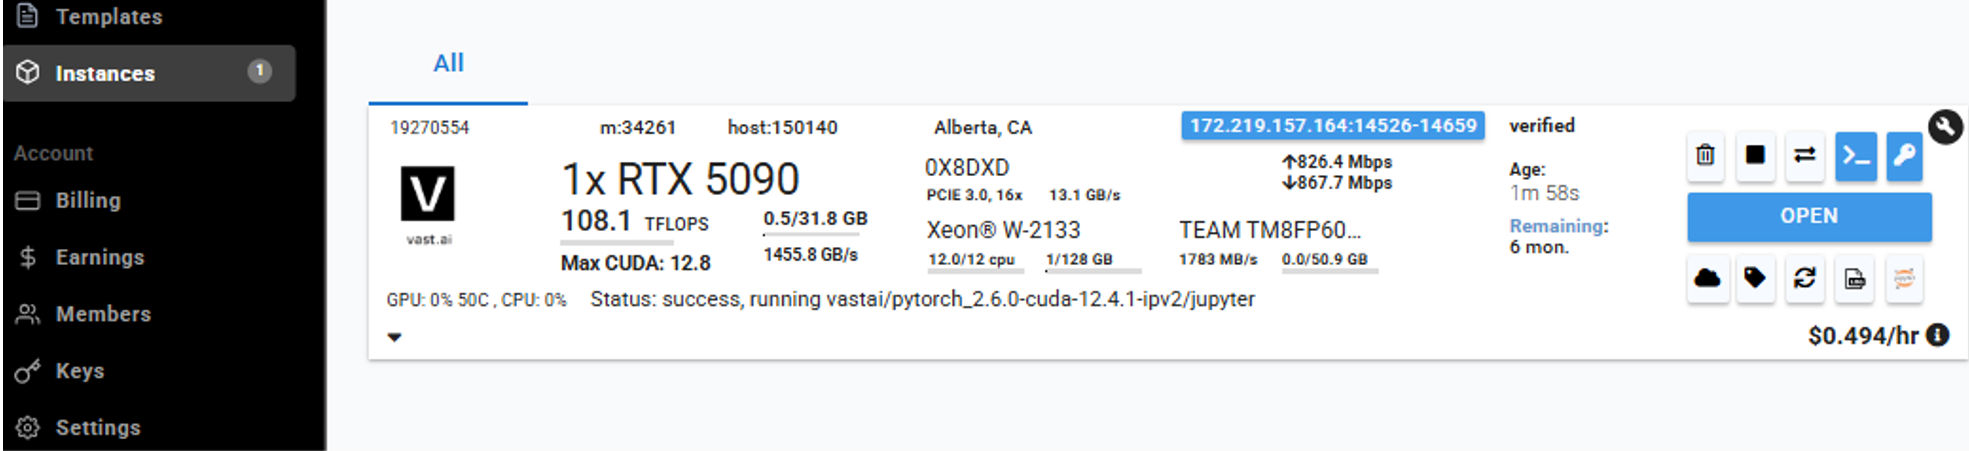 Templates
Instances 1
Account
Billing
Earnings
Members
Keys
Settings
All
19270554 m:34261 host:150140 Alberta, CA 172.219.157.164:14526-14659 verified
V
vast.ai
1x RTX 5090
108.1 TFLOPS 0.5/31.8 GB
Max CUDA: 12.8 1455.8 GB/s
0X8DXD
PCIE 3.0, 16x 13.1 GB/s
↑826.4 Mbps
↓867.7 Mbps
Xeon® W-2133
12.0/12 cpu 1/128 GB
TEAM TM8FP60...
1783 MB/s 0.0/50.9 GB
Age:
1m 58s
Remaining:
6 mon.
OPEN
GPU: 0% 50C , CPU: 0% Status: success, running vastai/pytorch_2.6.0-cuda-12.4.1-ipv2/jupyter
$0.494/hr